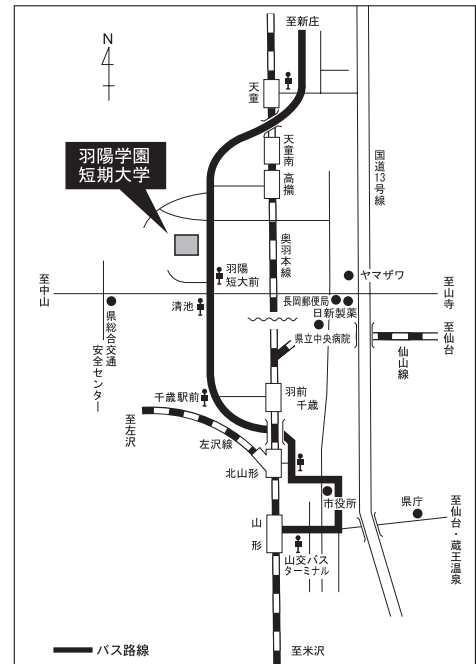 至新庄
N
天童
羽陽学園
短期大学
天童南
高擶
国道13号線
奥羽本線
羽陽
短大前
ヤマザワ
至中山
至山寺
長岡郵便局
日新製薬
清池
県総合交通
安全センター
県立中央病院
至仙台
仙山線
千歳駅前
羽前
千歳
至左沢
左沢線
北山形
市役所
県庁
至仙台・蔵王温泉
山形
山交バス
ターミナル
バス路線
至米沢